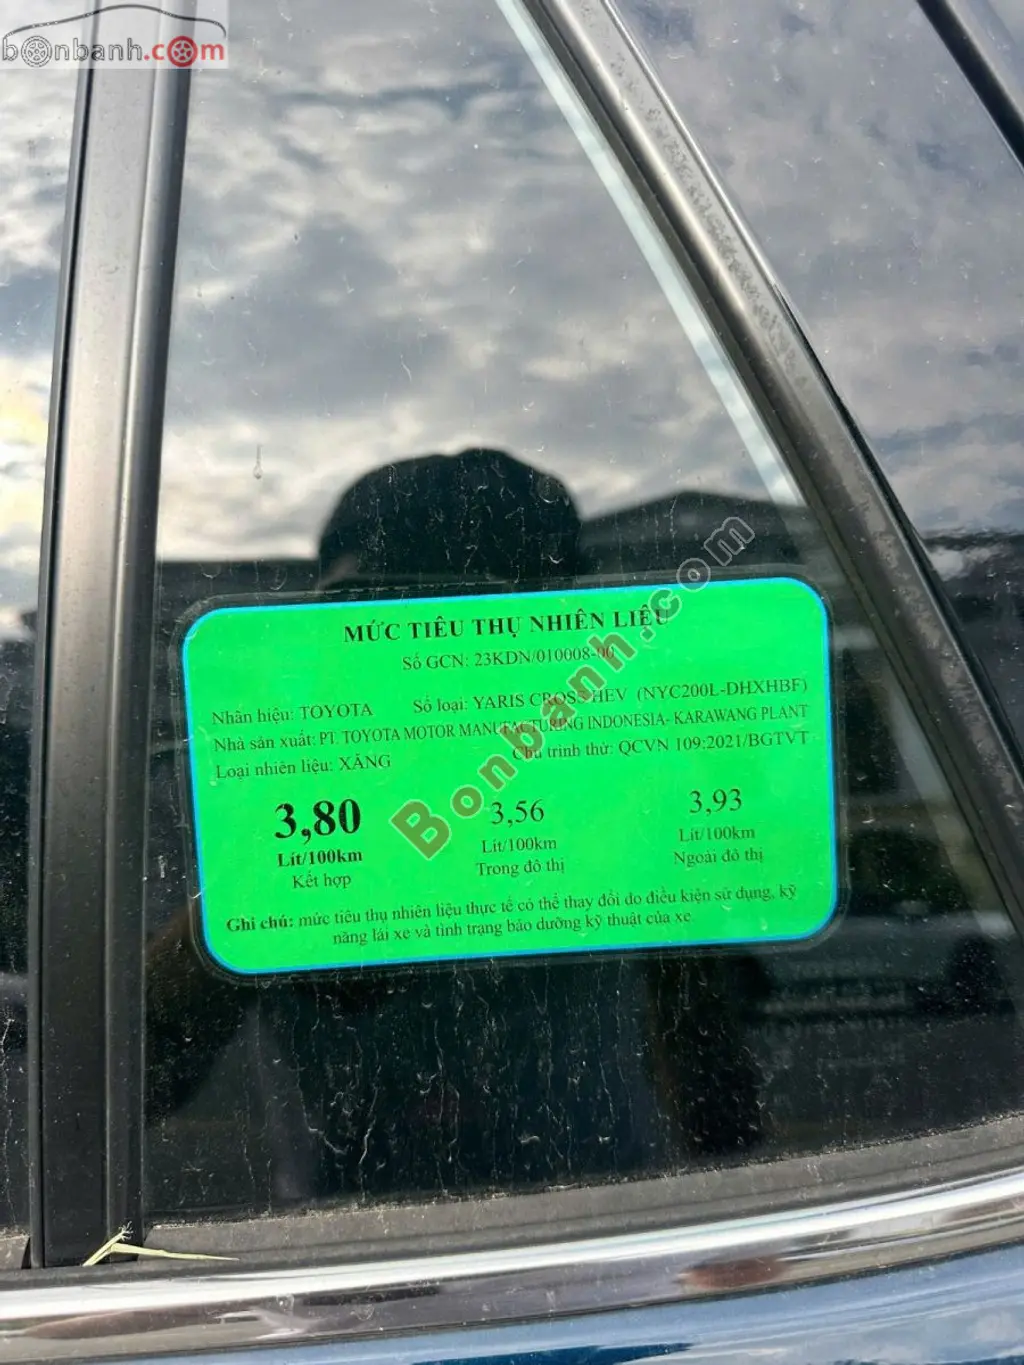 bonbanh.com
MỨC TIÊU THỤ NHIÊN LIỆU
Số GCN: 23KDN/010008-00
Nhãn hiệu: TOYOTA Số loại: YARIS CROSS HEV (NYC200L-DHXHBF)
Nhà sản xuất: PT. TOYOTA MOTOR MANUFACTURING INDONESIA- KARAWANG PLANT
Loại nhiên liệu: XĂNG Chu trình thử: QCVN 109:2021/BGTVT
3,80 3,56 3,93
Lít/100km Lít/100km Lít/100km
Kết hợp Trong đô thị Ngoài đô thị
Ghi chú: mức tiêu thụ nhiên liệu thực tế có thể thay đổi do điều kiện sử dụng, kỹ
năng lái xe và tình trạng bảo dưỡng kỹ thuật của xe
Bonbanh.com